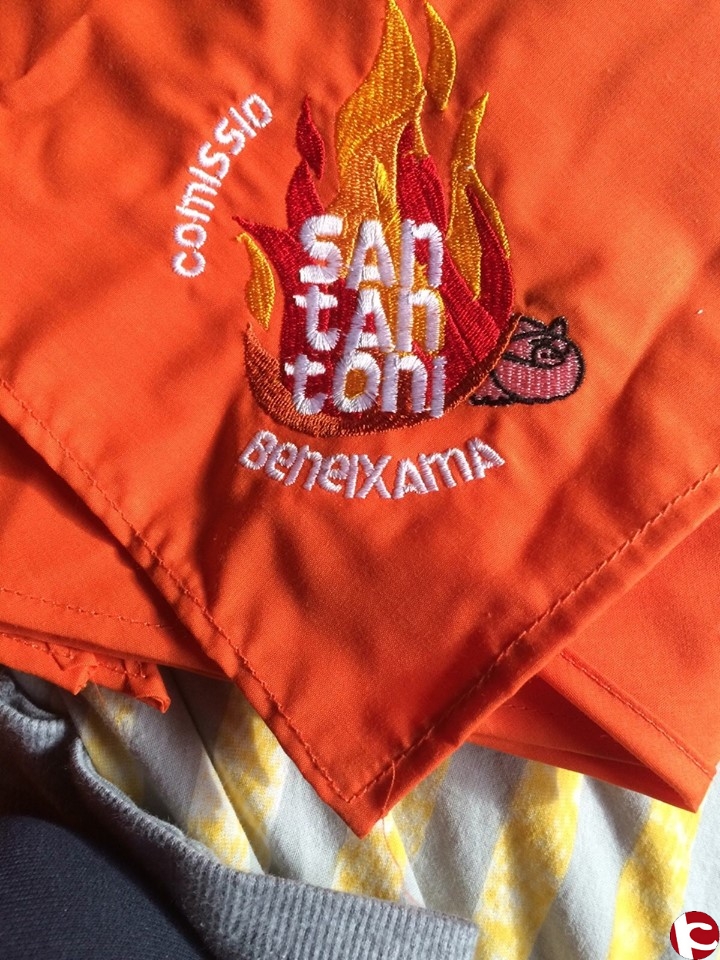 comissio
SAn
tAn
tonI
BeneIXAmA